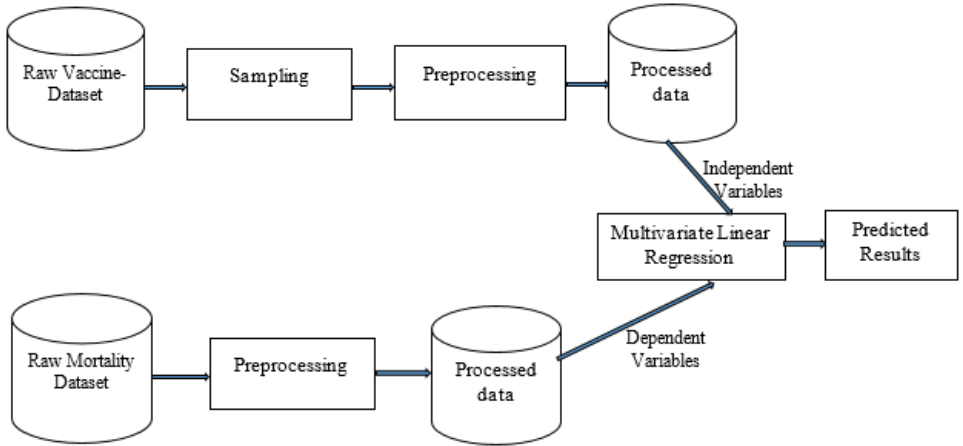 Raw Vaccine-
Dataset
Sampling
Preprocessing
Processed
data
Independent
Variables
Multivariate Linear
Regression
Predicted
Results
Raw Mortality
Dataset
Preprocessing
Processed
data
Dependent
Variables